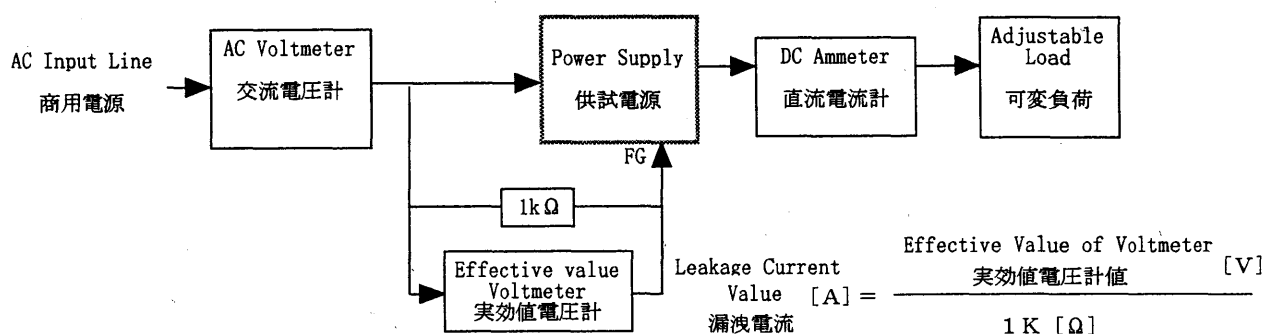 AC Input Line
商用電源
AC Voltmeter
交流電圧計
Power Supply
供試電源
FG
DC Ammeter
直流電流計
Adjustable
Load
可変負荷
1kΩ
Effective value
Voltmeter
実効値電圧計
Leakage Current
Value [A] =
漏洩電流
Effective Value of Voltmeter
実効値電圧計値 [V]
1K [Ω]